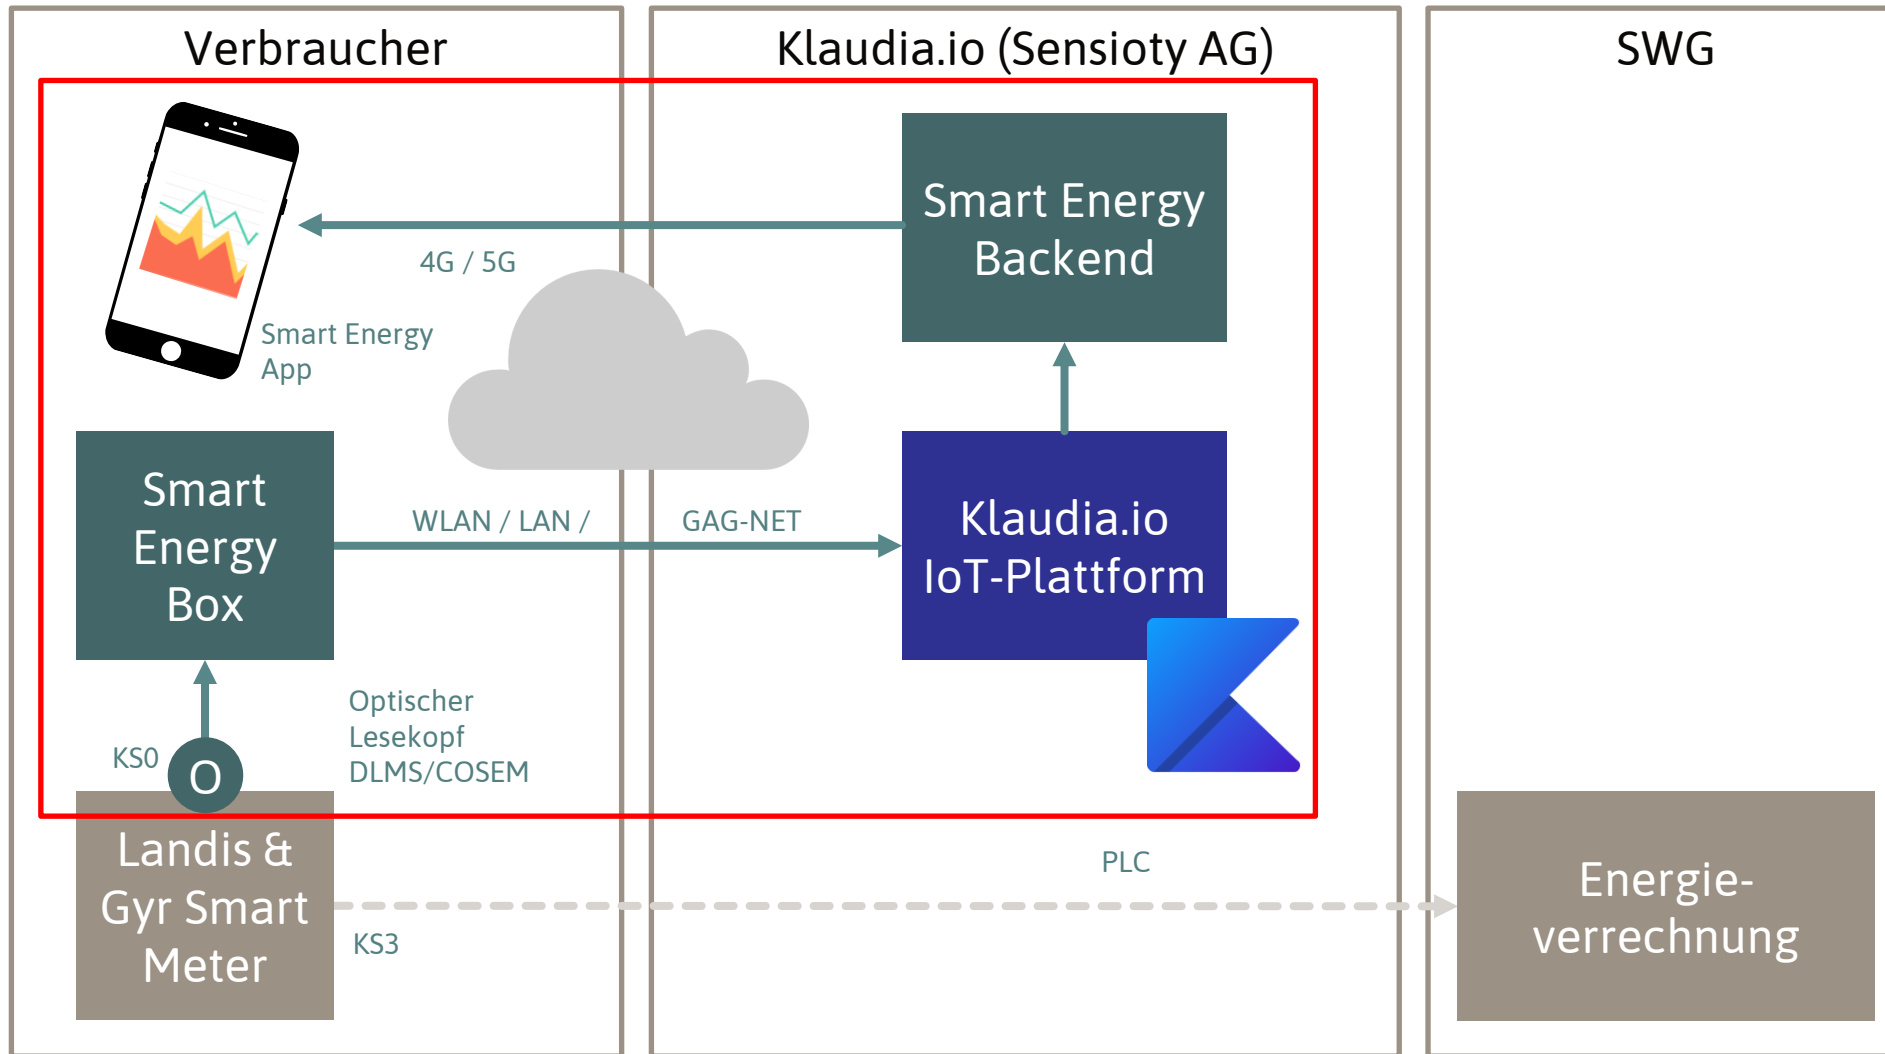 Verbraucher
Klaudia.io (Sensioty AG)
SWG
Smart Energy
Backend
4G / 5G
Smart Energy
App
Smart
Energy
Box
WLAN / LAN /
GAG-NET
Klaudia.io
IoT-Plattform
Optischer
Lesekopf
DLMS/COSEM
KS0
O
Landis &
Gyr Smart
Meter
KS3
PLC
Energie-
verrechnung